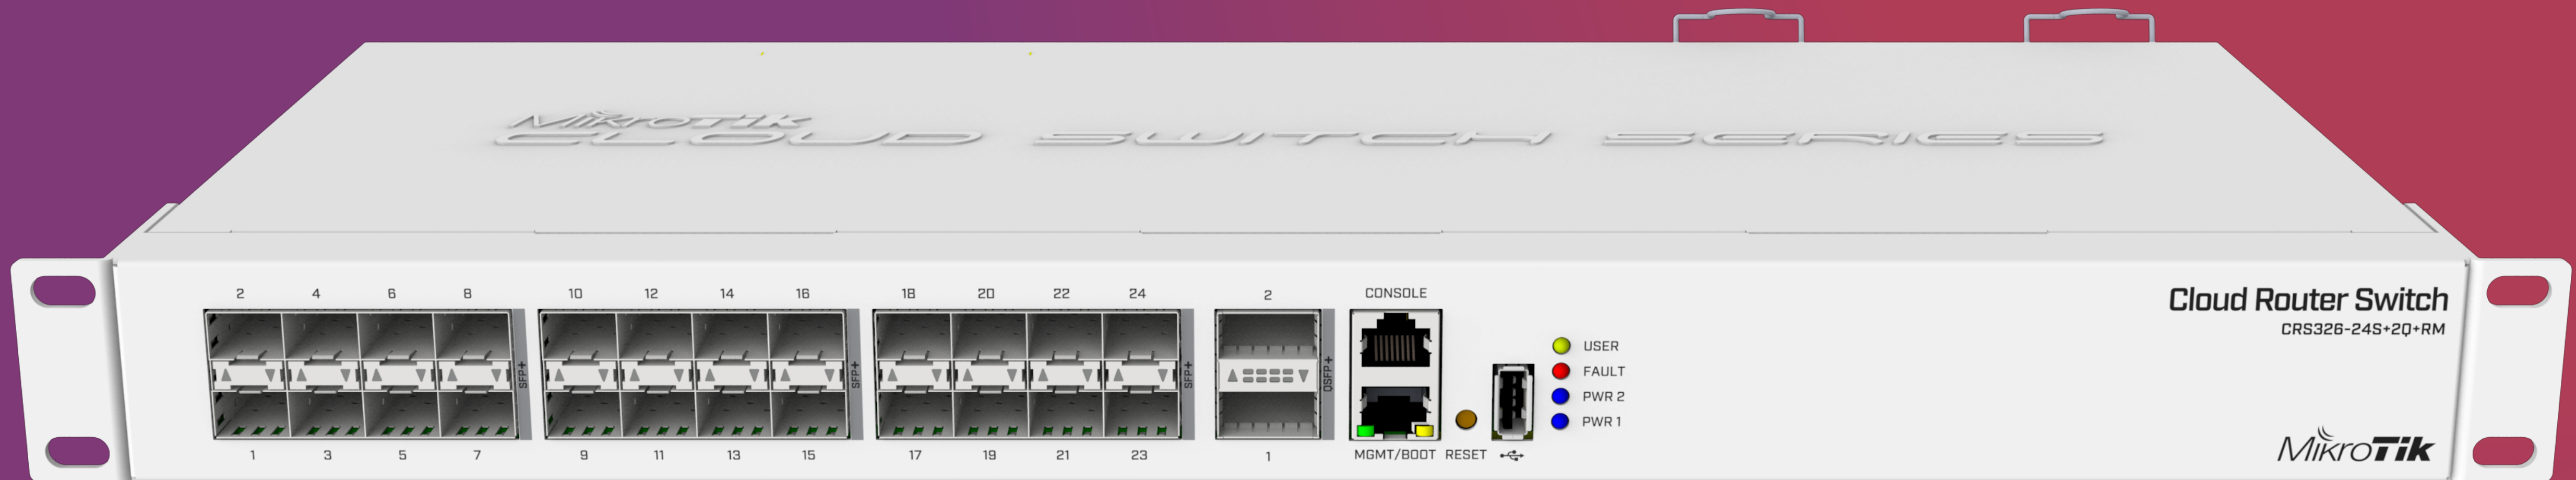 MikroTik
CLOUD SWITCH SERIES
2 4 6 8 10 12 14 16 18 20 22 24 2 CONSOLE
Cloud Router Switch
CRS326-24S+2Q+RM
SFP+ SFP+ SFP+ QSFP+
USER
FAULT
PWR 2
PWR 1
1 3 5 7 9 11 13 15 17 19 21 23 1 MGMT/BOOT RESET
MikroTik